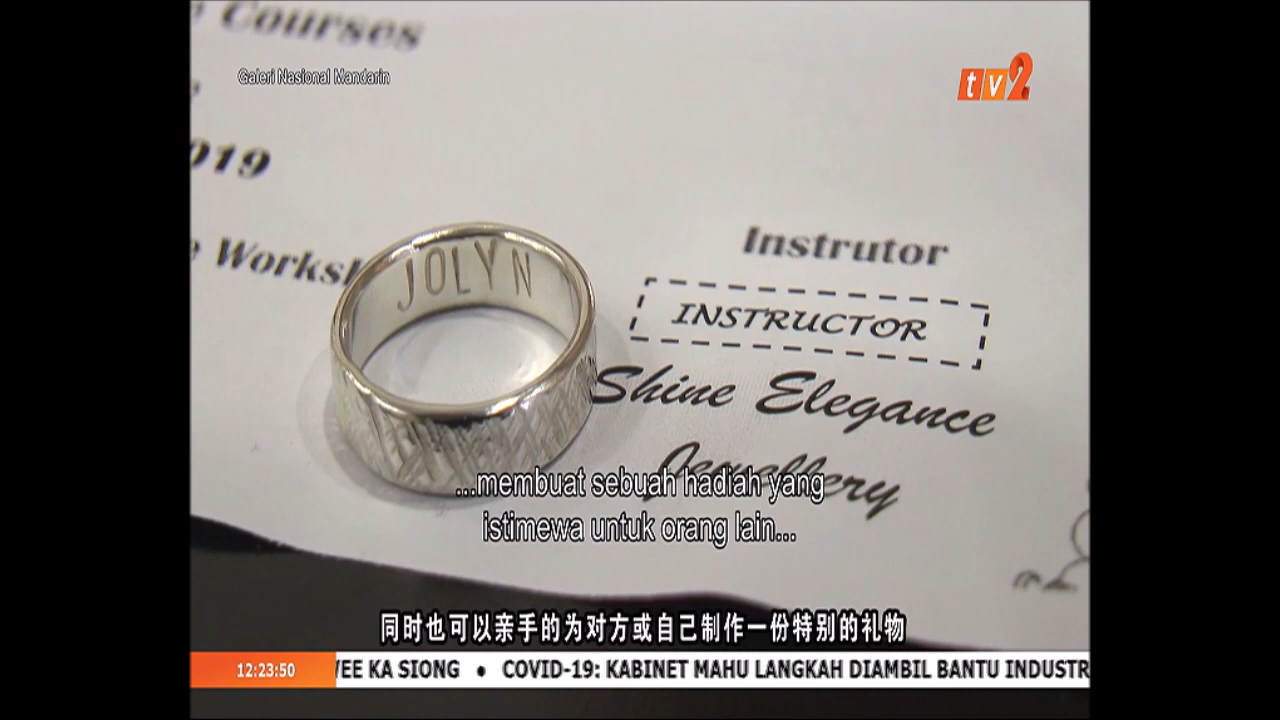 Courses
Galeri Nasional Mandarin
tv2
019
JOLYN
Instrutor
INSTRUCTOR
Shine Elegance
Jewellery
...membuat sebuah hadiah yang
istimewa untuk orang lain...
同时也可以亲手的为对方或自己制作一份特别的礼物
12:23:50
EE KA SIONG • COVID-19: KABINET MAHU LANGKAH DIAMBIL BANTU INDUSTR